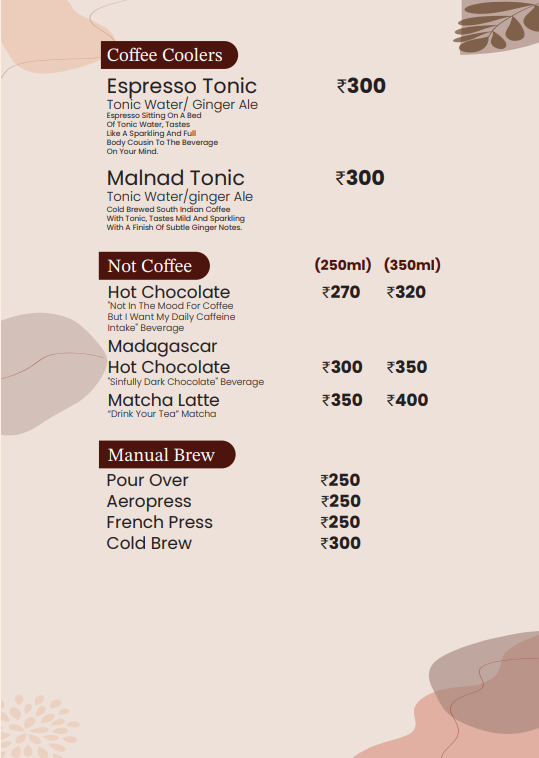 Coffee Coolers
Espresso Tonic ₹300
Tonic Water/ Ginger Ale
Espresso Sitting On A Bed
Of Tonic Water, Tastes
Like A Sparkling And Full
Body Cousin To The Beverage
On Your Mind.
Malnad Tonic ₹300
Tonic Water/ginger Ale
Cold Brewed South Indian Coffee
With Tonic, Tastes Mild And Sparkling
With A Finish Of Subtle Ginger Notes.
Not Coffee (250ml) (350ml)
Hot Chocolate ₹270 ₹320
"Not In The Mood For Coffee
But I Want My Daily Caffeine
Intake" Beverage
Madagascar
Hot Chocolate ₹300 ₹350
"Sinfully Dark Chocolate" Beverage
Matcha Latte ₹350 ₹400
“Drink Your Tea” Matcha
Manual Brew
Pour Over ₹250
Aeropress ₹250
French Press ₹250
Cold Brew ₹300